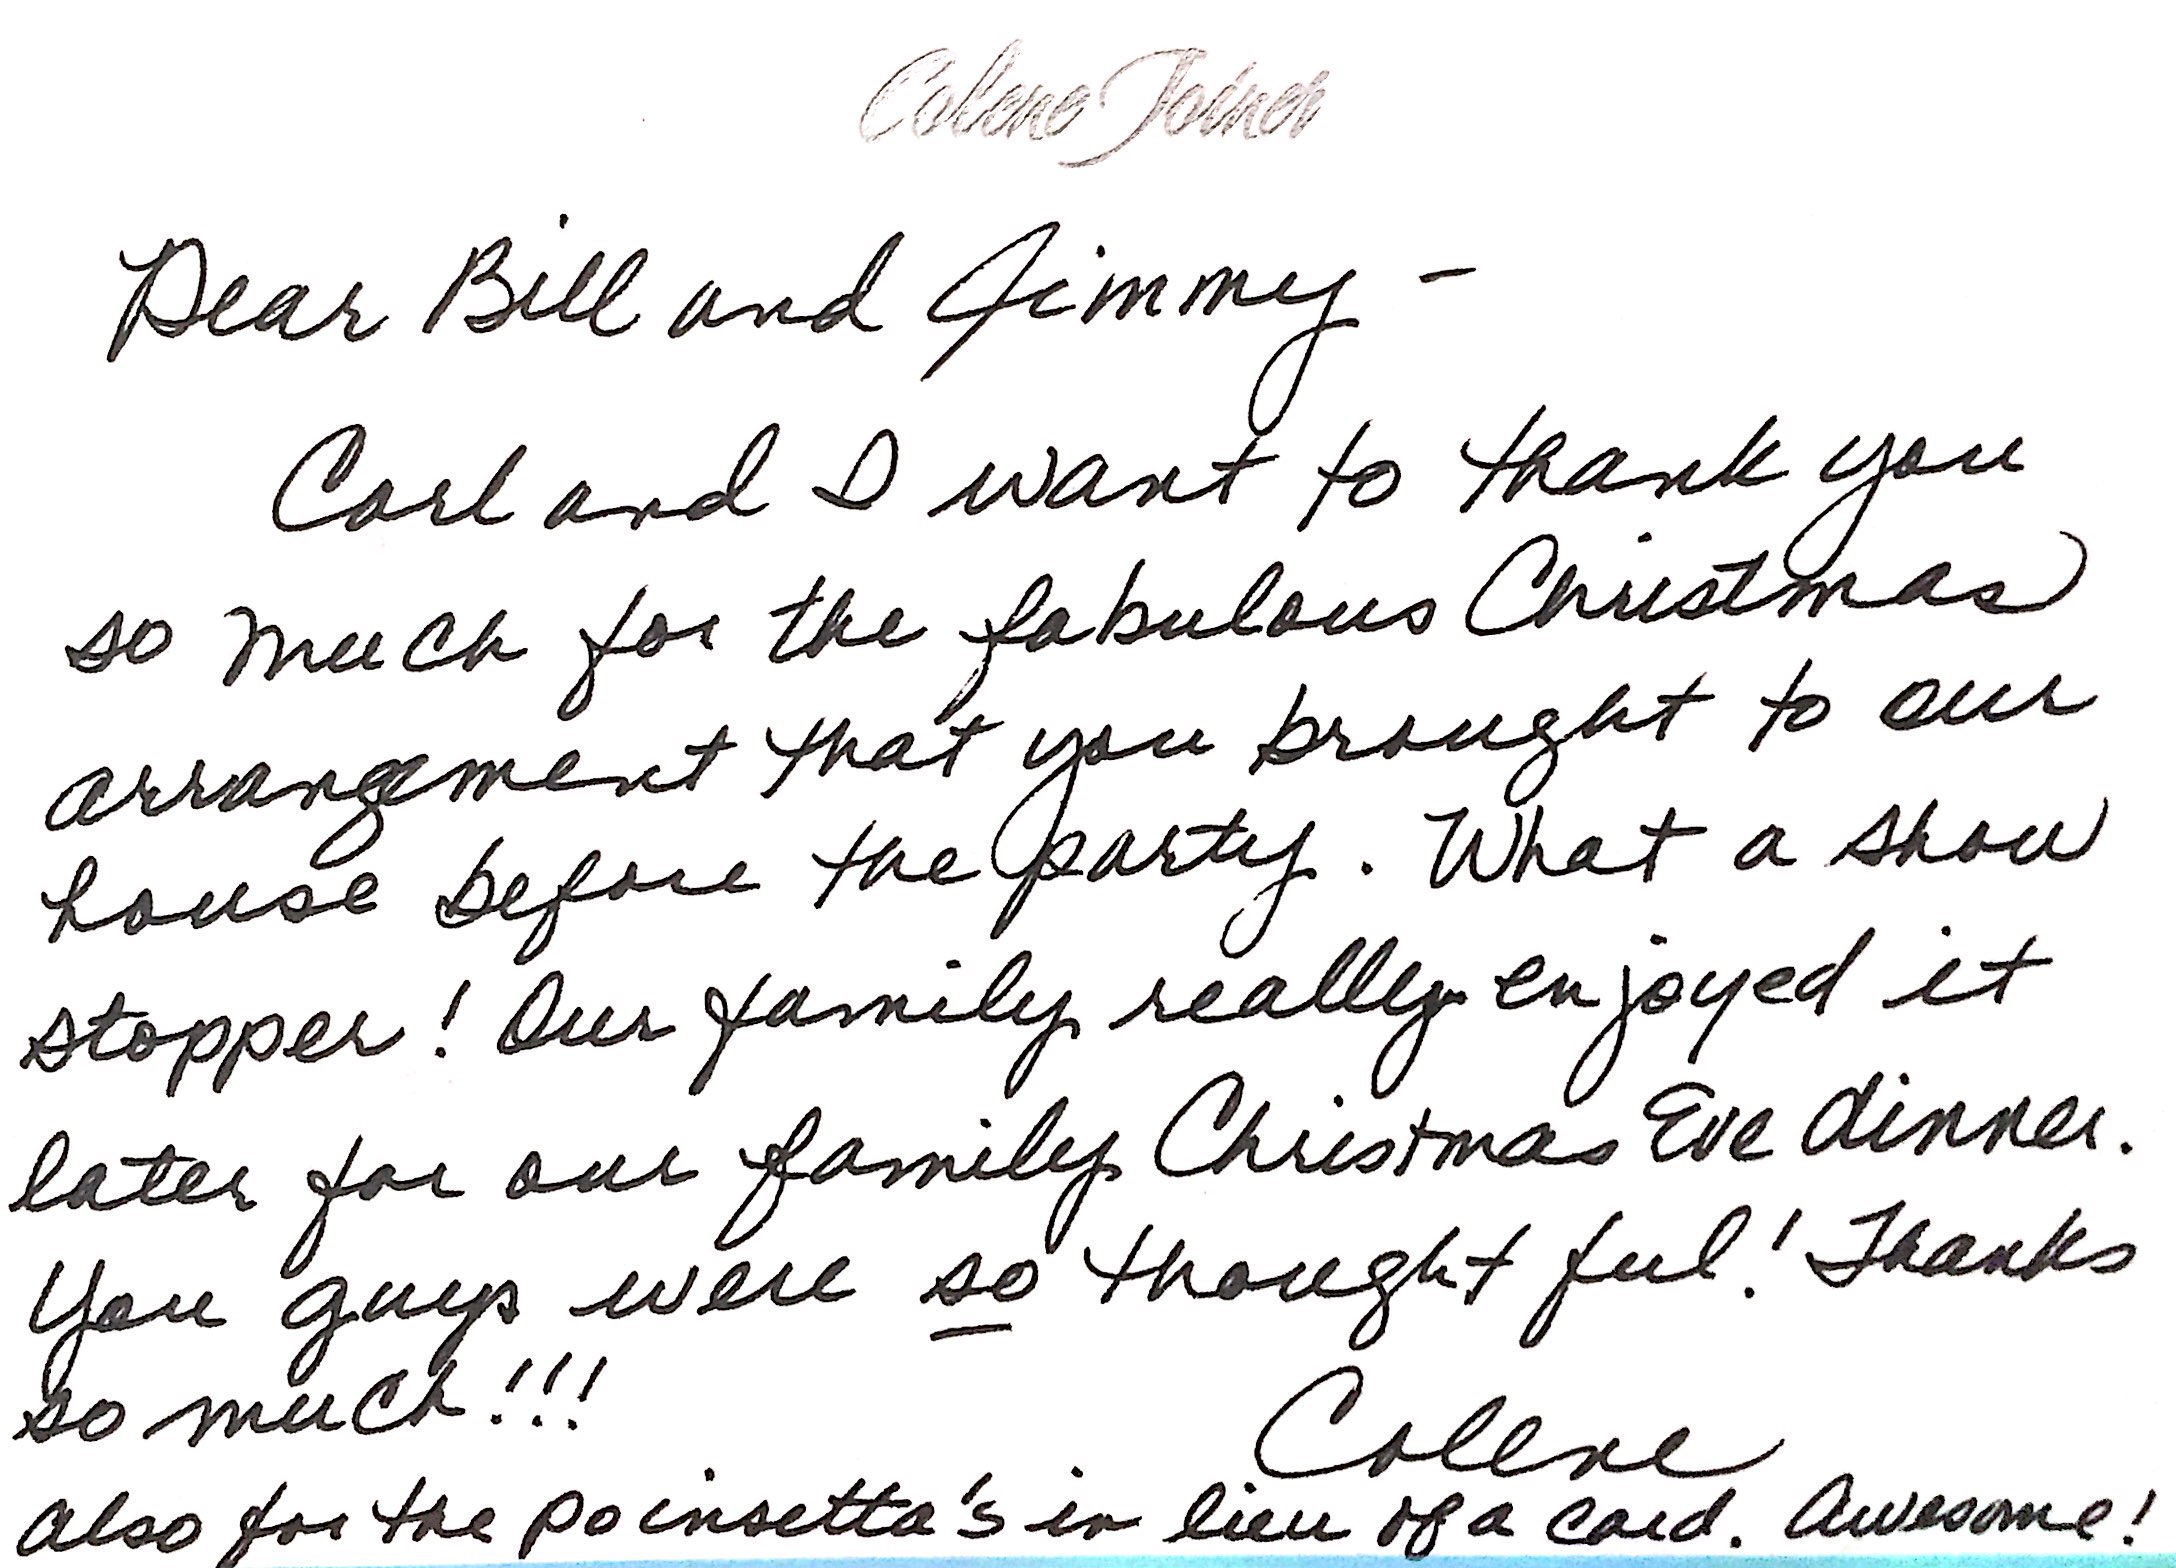 Colene Joiner
Dear Bill and Jimmy -
Carl and I want to thank you
so much for the fabulous Christmas
arrangement that you brought to our
house before the party. What a show
stopper! Our family really enjoyed it
later for our family Christmas Eve dinner.
You guys were so thought ful! Thanks
so much!!!
Colene
also for the poinsetta's in lieu of a card. Awesome!